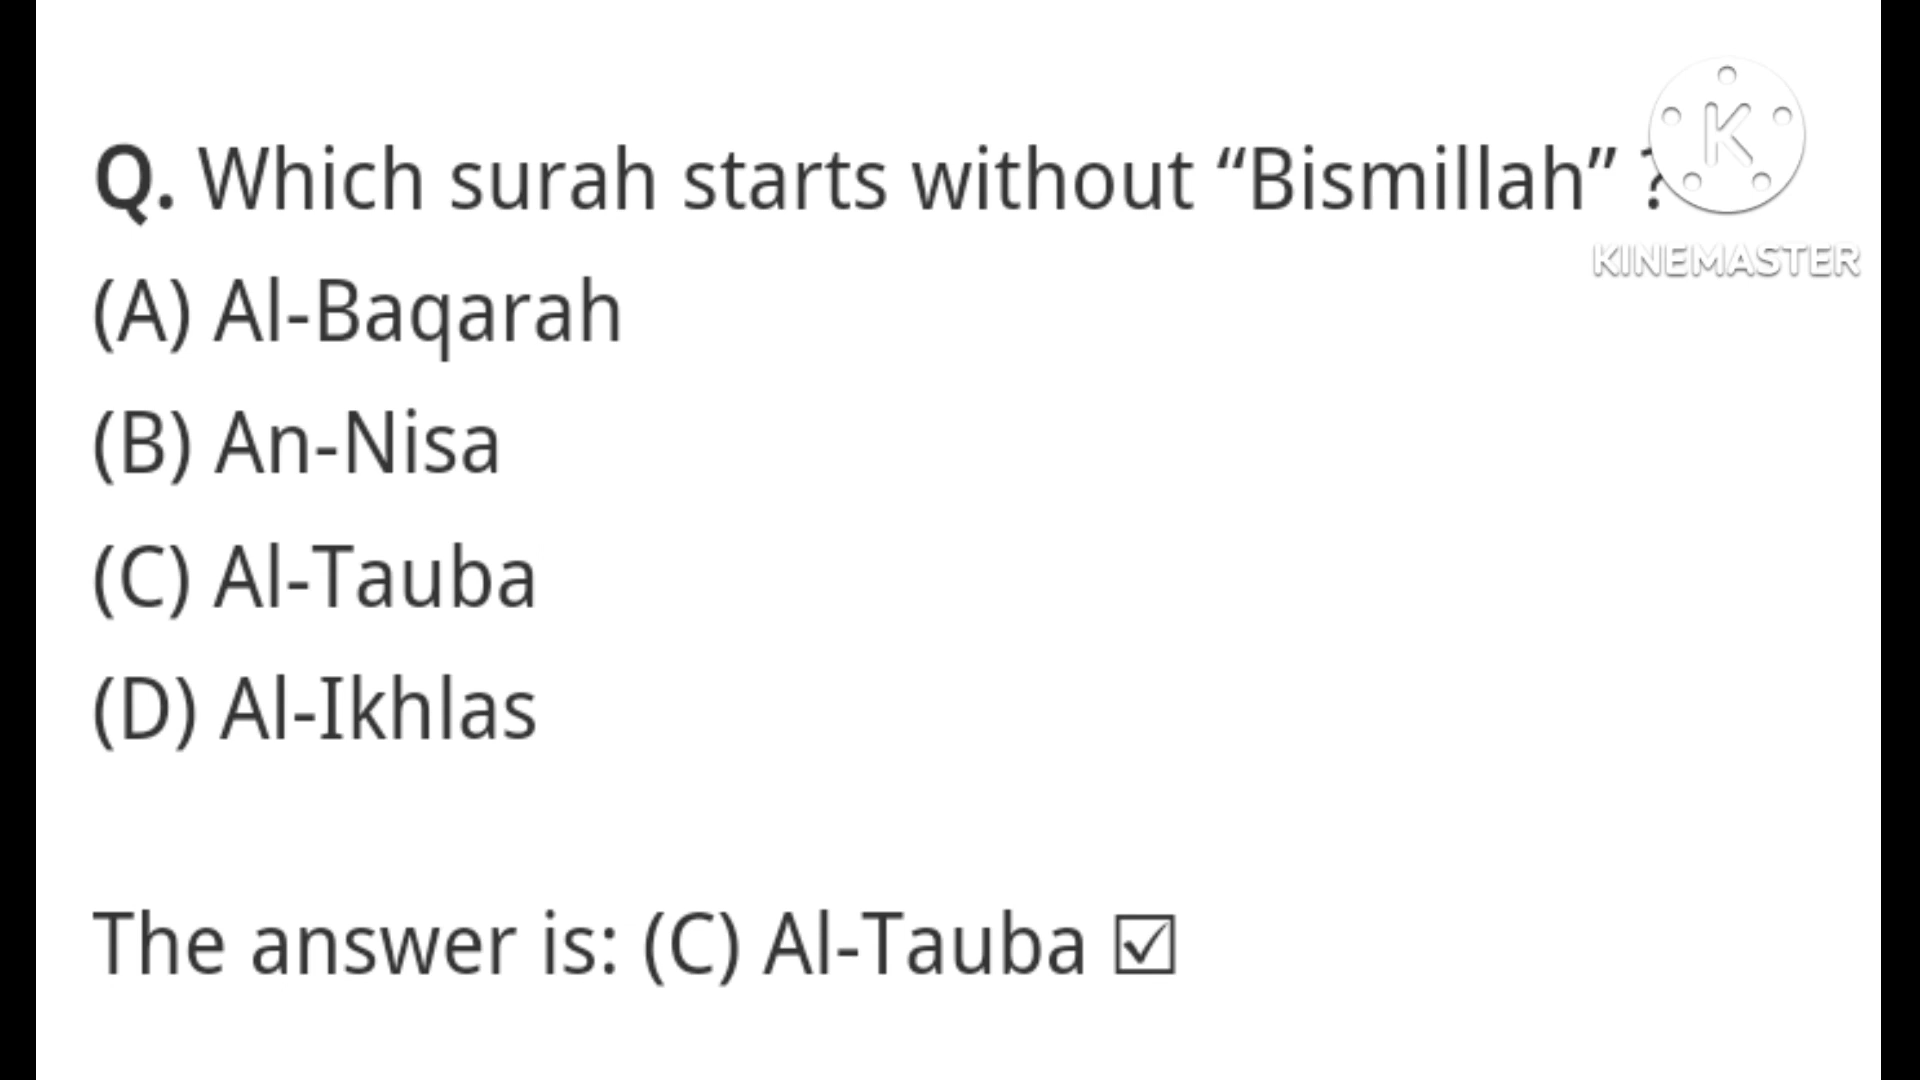 Q. Which surah starts without “Bismillah” ?
(A) Al-Baqarah
(B) An-Nisa
(C) Al-Tauba
(D) Al-Ikhlas
The answer is: (C) Al-Tauba ☑
K
KINEMASTER